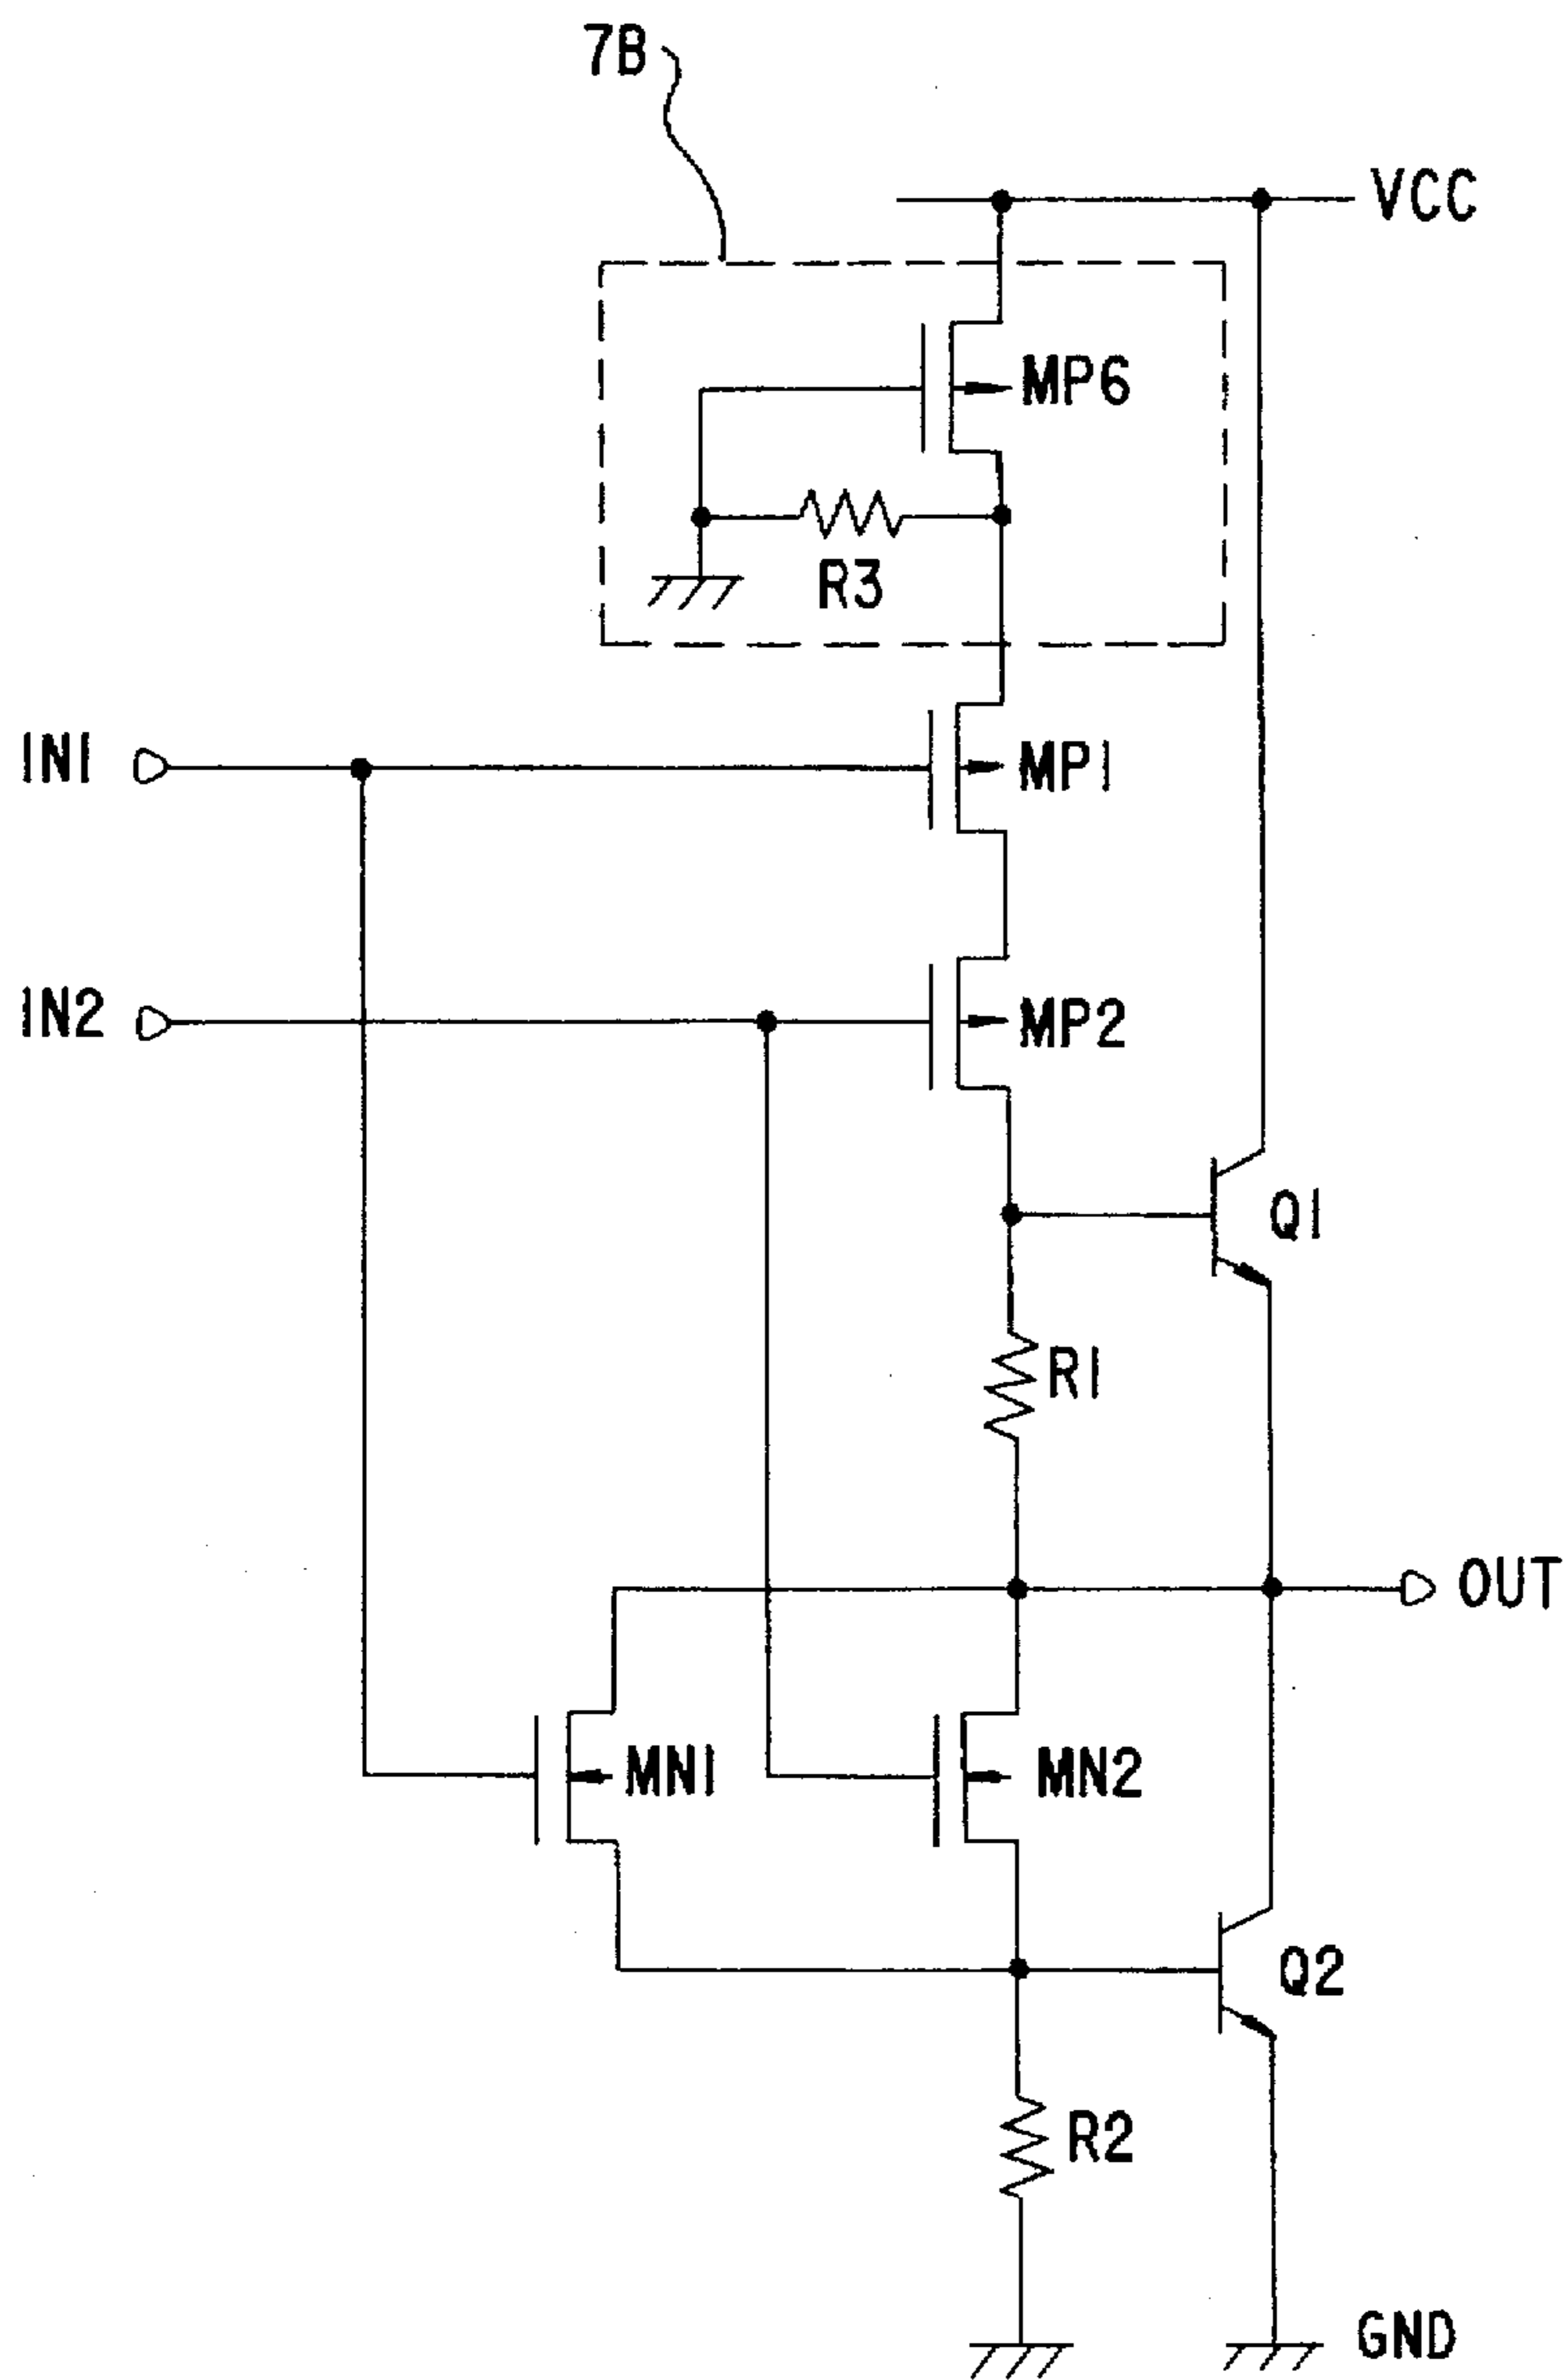 7B
VCC
MP6
R3
IN1
MP1
IN2
MP2
Q1
R1
OUT
MN1
MN2
Q2
R2
GND